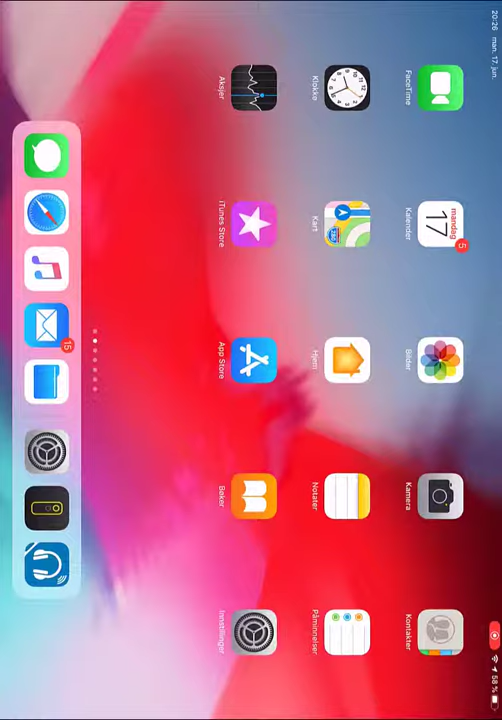 20:26 man. 17. jun.
58 %
FaceTime
Kalender
Bilder
Kamera
Kontakter
mandag
17
5
Klokke
Kart
Hjem
Notater
Påminnelser
Aksjer
iTunes Store
App Store
Bøker
Innstillinger
15